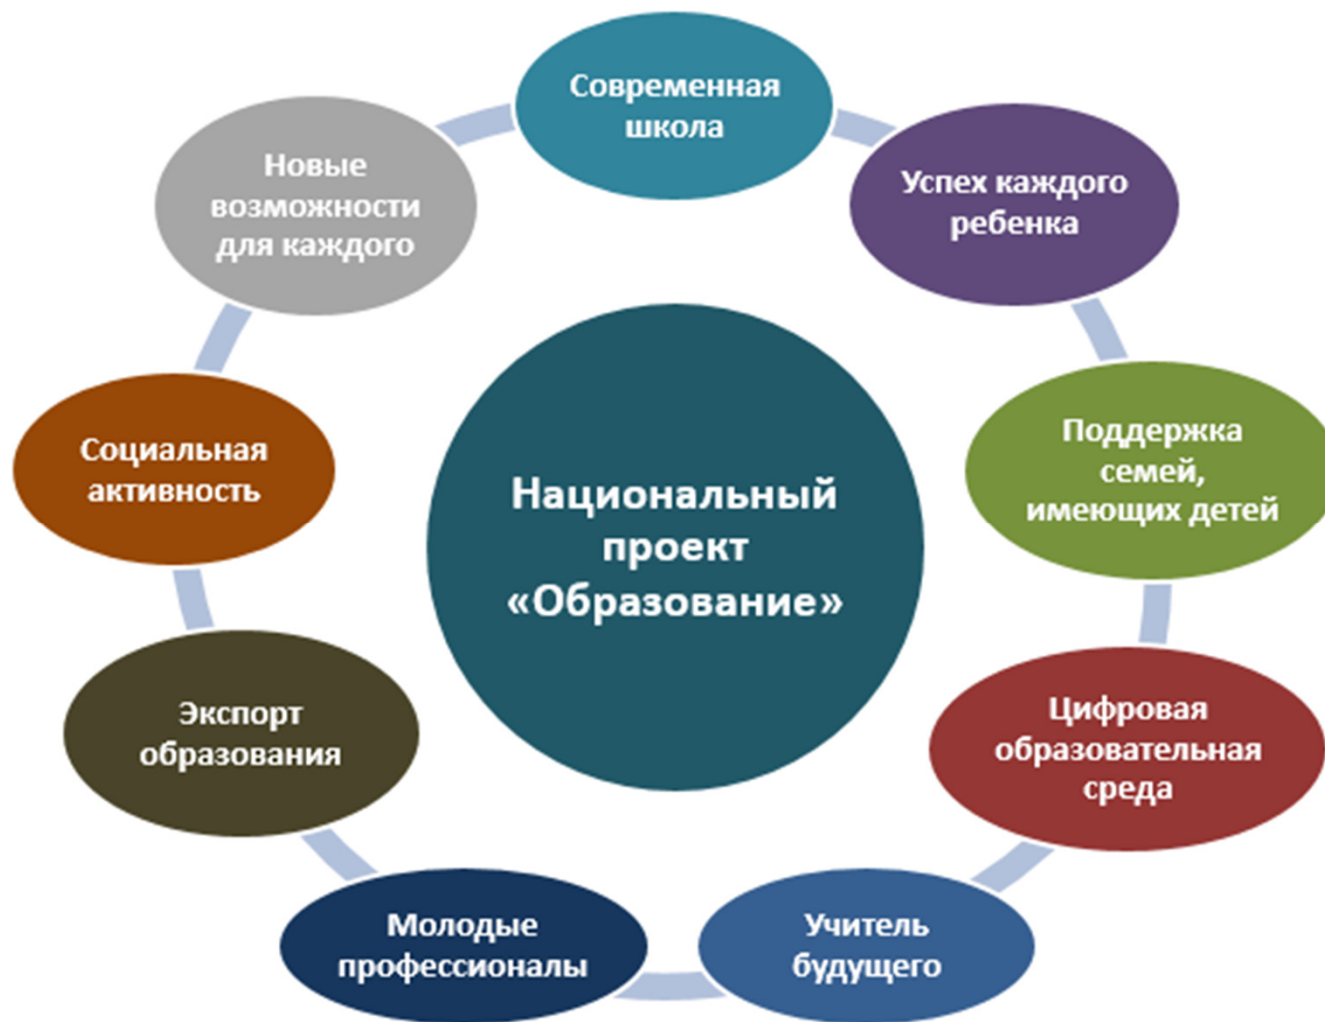 Современная
школа
Успех каждого
ребенка
Поддержка
семей,
имеющих детей
Цифровая
образовательная
среда
Учитель
будущего
Молодые
профессионалы
Экспорт
образования
Социальная
активность
Новые
возможности
для каждого
Национальный
проект
«Образование»